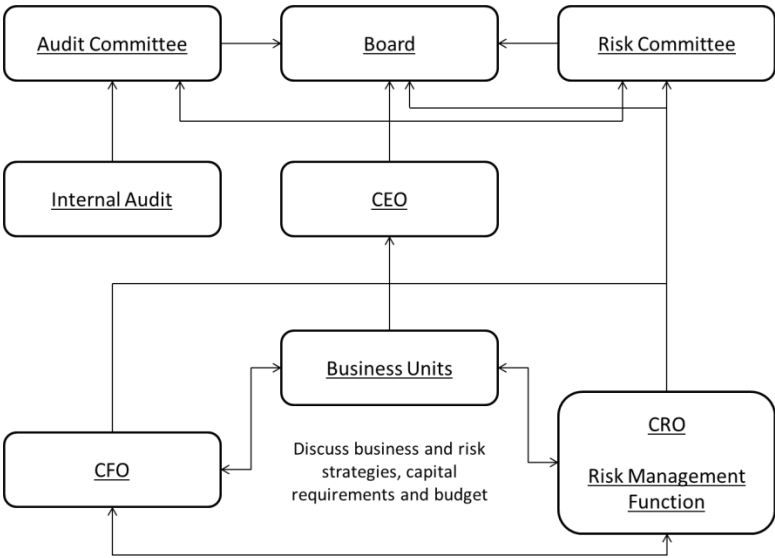 Audit Committee
Board
Risk Committee
Internal Audit
CEO
Business Units
CFO
Discuss business and risk
strategies, capital
requirements and budget
CRO
Risk Management
Function